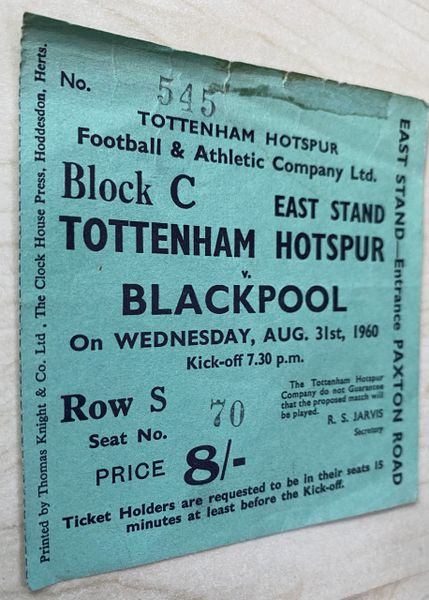 No. 545
TOTTENHAM HOTSPUR
Football & Athletic Company Ltd.
Block C EAST STAND
TOTTENHAM HOTSPUR
v.
BLACKPOOL
On WEDNESDAY, AUG. 31st, 1960
Kick-off 7.30 p.m.
Row S 70
Seat No.
The Tottenham Hotspur
Company do not Guarantee
that the proposed match will
be played.
R. S. JARVIS
Secretary
PRICE 8/-
Ticket Holders are requested to be in their seats 15
minutes at least before the Kick-off.
EAST STAND—Entrance PAXTON ROAD
Printed by Thomas Knight & Co. Ltd., The Clock House Press, Hoddesdon, Herts.